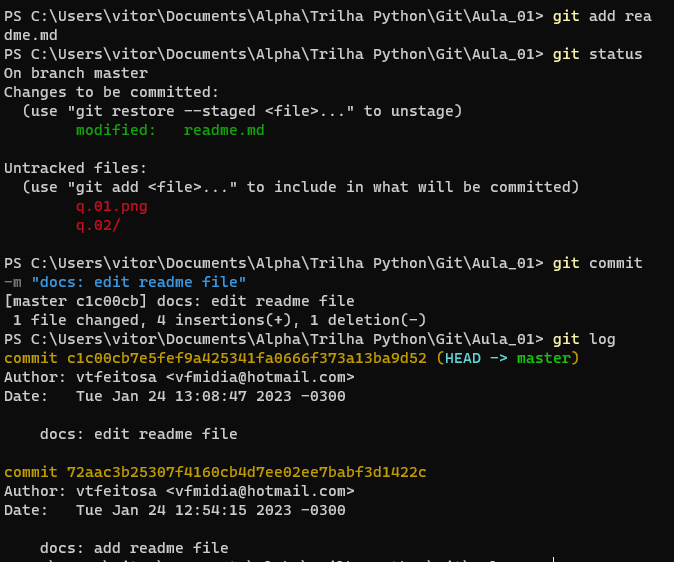 PS C:\Users\vitor\Documents\Alpha\Trilha Python\Git\Aula_01> git add rea
dme.md
PS C:\Users\vitor\Documents\Alpha\Trilha Python\Git\Aula_01> git status
On branch master
Changes to be committed:
  (use "git restore --staged <file>..." to unstage)
        modified:   readme.md

Untracked files:
  (use "git add <file>..." to include in what will be committed)
        q.01.png
        q.02/

PS C:\Users\vitor\Documents\Alpha\Trilha Python\Git\Aula_01> git commit
-m "docs: edit readme file"
[master c1c00cb] docs: edit readme file
 1 file changed, 4 insertions(+), 1 deletion(-)
PS C:\Users\vitor\Documents\Alpha\Trilha Python\Git\Aula_01> git log
commit c1c00cb7e5fef9a425341fa0666f373a13ba9d52 (HEAD -> master)
Author: vtfeitosa <vfmidia@hotmail.com>
Date:   Tue Jan 24 13:08:47 2023 -0300

    docs: edit readme file

commit 72aac3b25307f4160cb4d7ee02ee7babf3d1422c
Author: vtfeitosa <vfmidia@hotmail.com>
Date:   Tue Jan 24 12:54:15 2023 -0300

    docs: add readme file